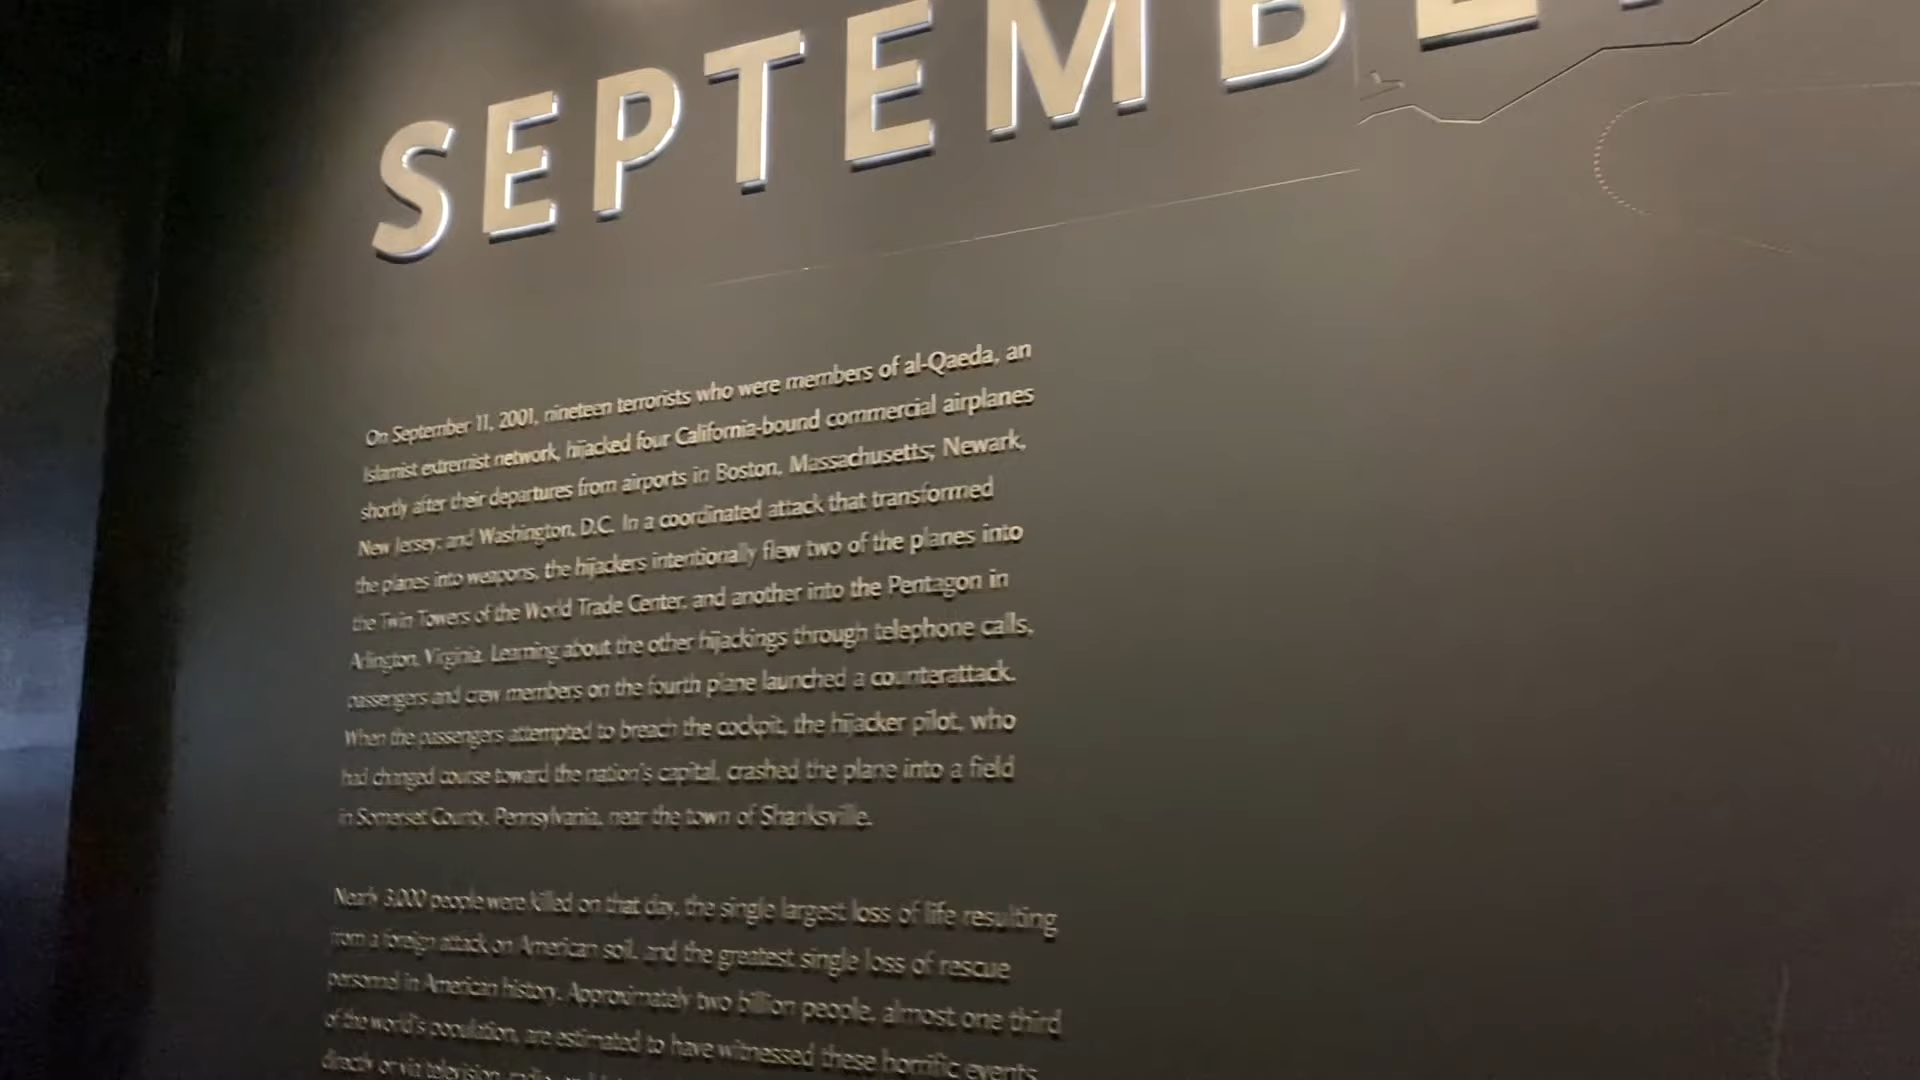 SEPTEMBE
On September 11, 2001, nineteen terrorists who were members of al-Qaeda, an
Islamist extremist network, hijacked four California-bound commercial airplanes
shortly after their departures from airports in Boston, Massachusetts; Newark,
New Jersey; and Washington, D.C. In a coordinated attack that transformed
the planes into weapons, the hijackers intentionally flew two of the planes into
the Twin Towers of the World Trade Center, and another into the Pentagon in
Arlington, Virginia. Learning about the other hijackings through telephone calls,
passengers and crew members on the fourth plane launched a counterattack.
When the passengers attempted to breach the cockpit, the hijacker pilot, who
had changed course toward the nation's capital, crashed the plane into a field
in Somerset County, Pennsylvania, near the town of Shanksville.
Nearly 3,000 people were killed on that day, the single largest loss of life resulting
from a foreign attack on American soil, and the greatest single loss of rescue
personnel in American history. Approximately two billion people, almost one third
of the world's population, are estimated to have witnessed these horrific events
directly or via television, radio,